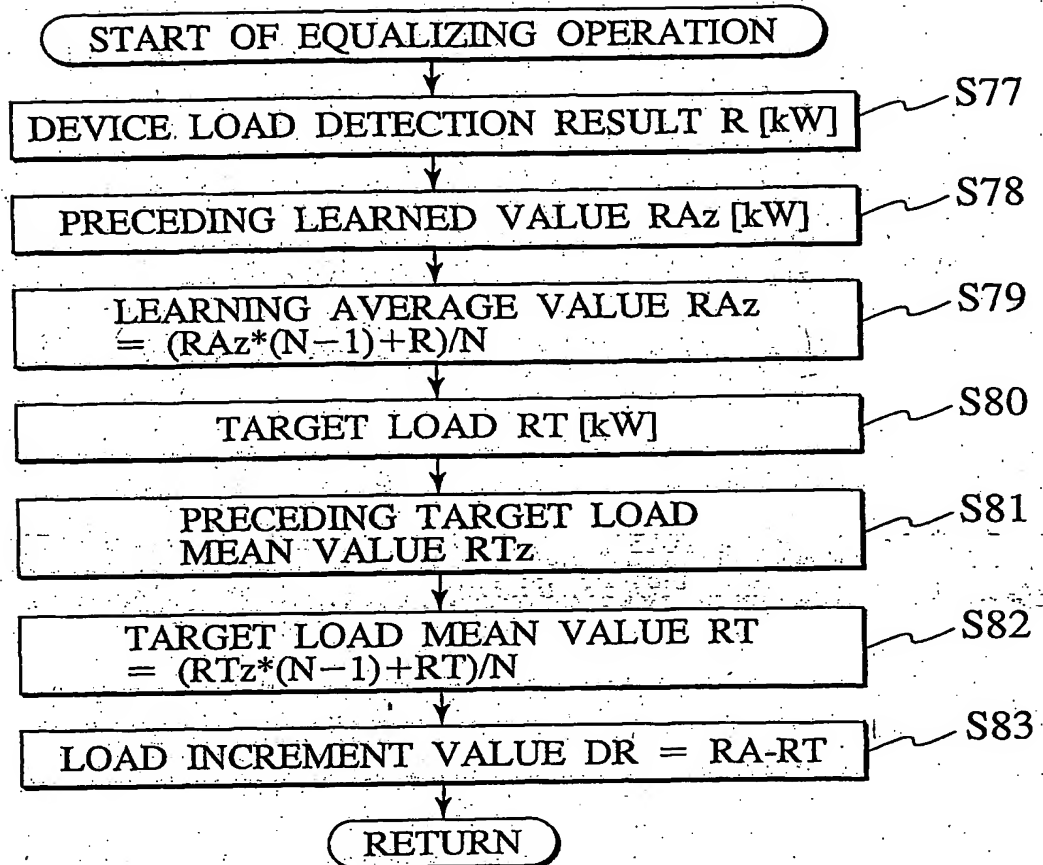 START OF EQUALIZING OPERATION
DEVICE LOAD DETECTION RESULT R [kW]
S77
PRECEDING LEARNED VALUE RAz [kW]
S78
LEARNING AVERAGE VALUE RAz
= (RAz*(N-1)+R)/N
S79
TARGET LOAD RT [kW]
S80
PRECEDING TARGET LOAD
MEAN VALUE RTz
S81
TARGET LOAD MEAN VALUE RT
= (RTz*(N-1)+RT)/N
S82
LOAD INCREMENT VALUE DR = RA-RT
S83
RETURN